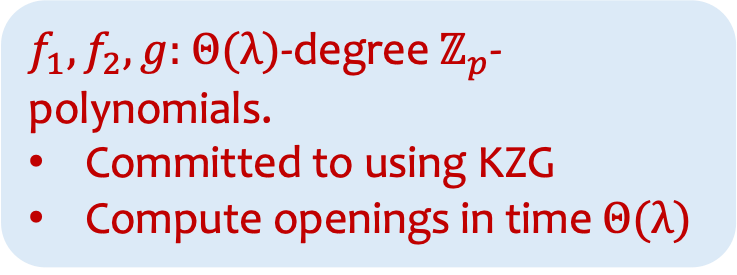 f₁, f₂, g: Θ(λ)-degree ℤₚ-
polynomials.
• Committed to using KZG
• Compute openings in time Θ(λ)